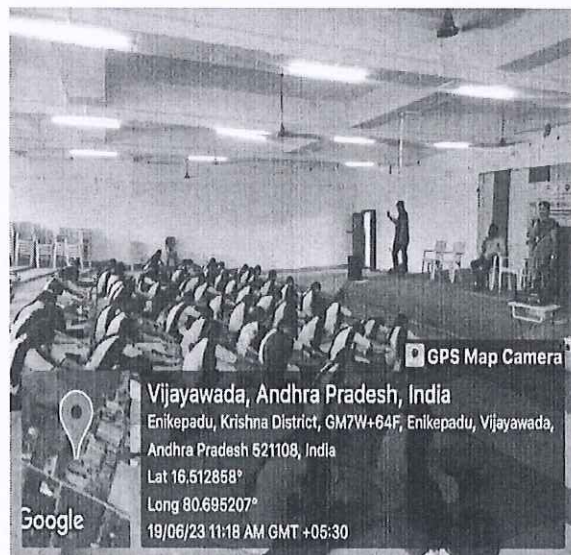 GPS Map Camera
Vijayawada, Andhra Pradesh, India
Enikepadu, Krishna District, GM7W+64F, Enikepadu, Vijayawada,
Andhra Pradesh 521108, India
Lat 16.512858°
Long 80.695207°
19/06/23 11:18 AM GMT +05:30
Google